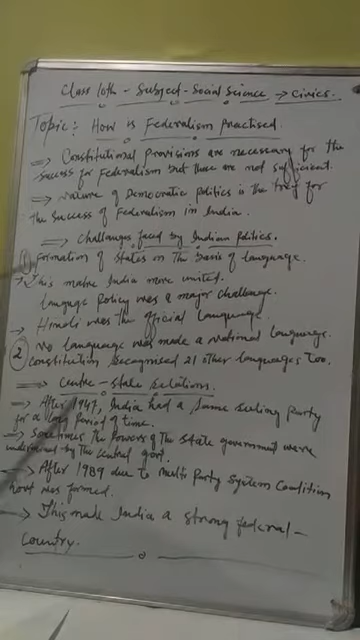 Class 10th - Subject - Social Science → Civics.
Topic: How is Federalism Practised.
⇒ Constitutional Provisions are necessary for the
success for Federalism but these are not sufficient.
⇒ Nature of Democratic Politics is the key for
the success of Federalism in India.
⇒ Challanges faced by Indian Politics.
① Formation of States on the basis of language.
→ This make India more united.
languge Policy was a major challange.
→ Hindi was the official language.
② No language was made a National language.
constitution recognised 21 other languages too.
⇒ Centre - State relations.
→ After 1947, India had a same ruling party
for a long period of time.
⇒ Sometimes the Powers of the State government were
undermined by the central govt.
→ After 1989 due to multi Party System Coalition
Govt was formed.
→ This make India a strong federal -
country.